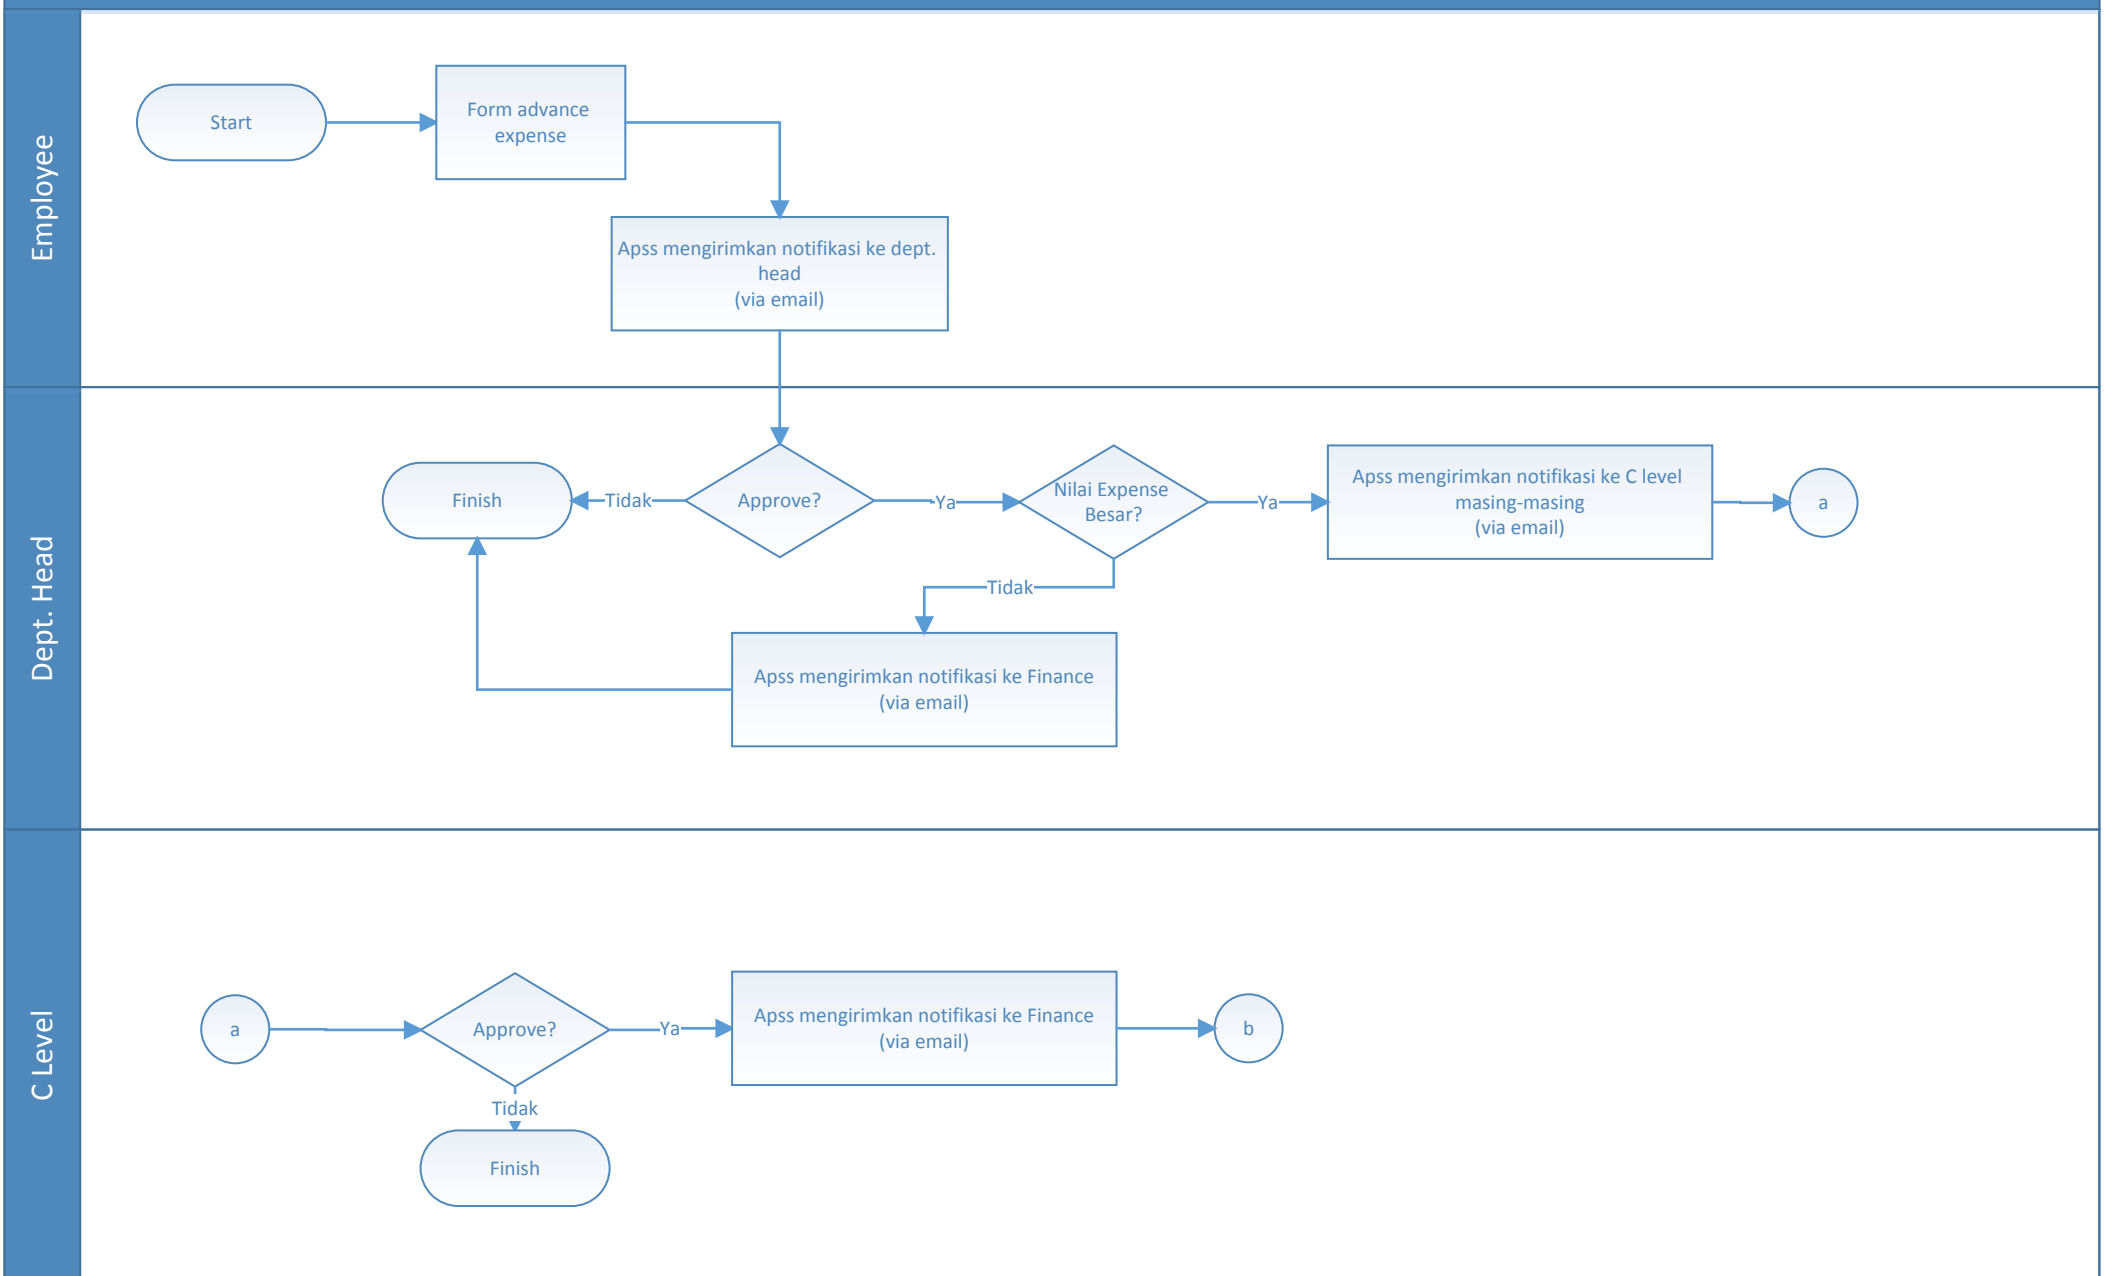 Employee
Start
Form advance
expense
Apss mengirimkan notifikasi ke dept.
head
(via email)
Dept. Head
Finish
Tidak
Approve?
Ya
Nilai Expense
Besar?
Ya
Apss mengirimkan notifikasi ke C level
masing-masing
(via email)
a
Tidak
Apss mengirimkan notifikasi ke Finance
(via email)
C Level
a
Approve?
Ya
Apss mengirimkan notifikasi ke Finance
(via email)
b
Tidak
Finish